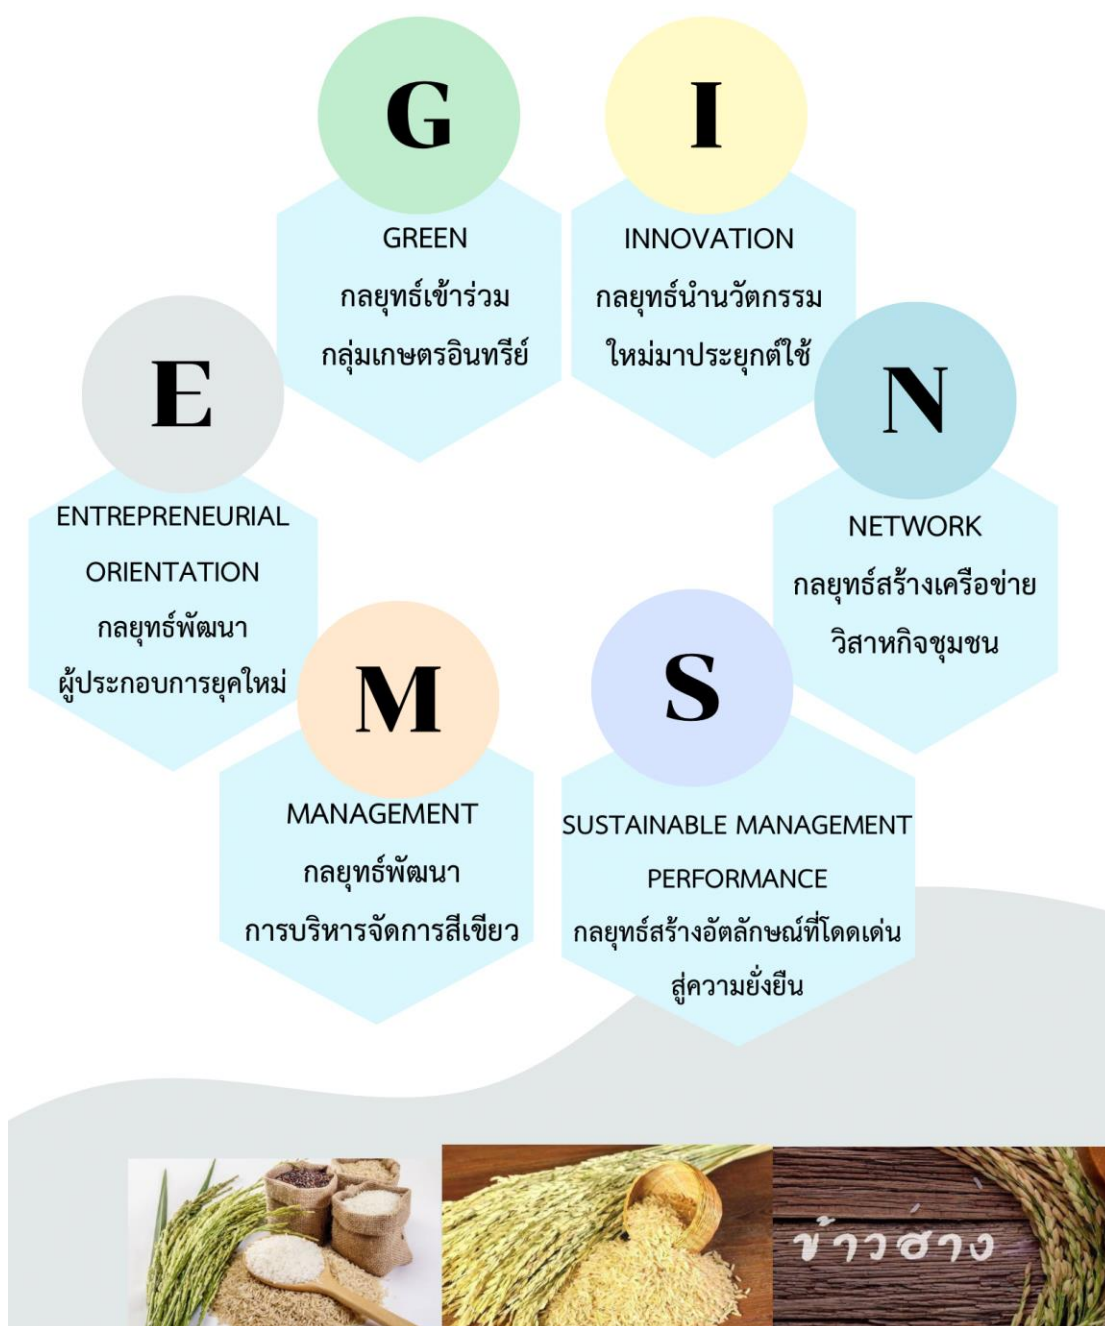 G
GREEN
กลยุทธ์เข้าร่วม
กลุ่มเกษตรอินทรีย์
I
INNOVATION
กลยุทธ์นำนวัตกรรม
ใหม่มาประยุกต์ใช้
E
ENTREPRENEURIAL
ORIENTATION
กลยุทธ์พัฒนา
ผู้ประกอบการยุคใหม่
N
NETWORK
กลยุทธ์สร้างเครือข่าย
วิสาหกิจชุมชน
M
MANAGEMENT
กลยุทธ์พัฒนา
การบริหารจัดการสีเขียว
S
SUSTAINABLE MANAGEMENT
PERFORMANCE
กลยุทธ์สร้างอัตลักษณ์ที่โดดเด่น
สู่ความยั่งยืน
ข้าวฮ่าง